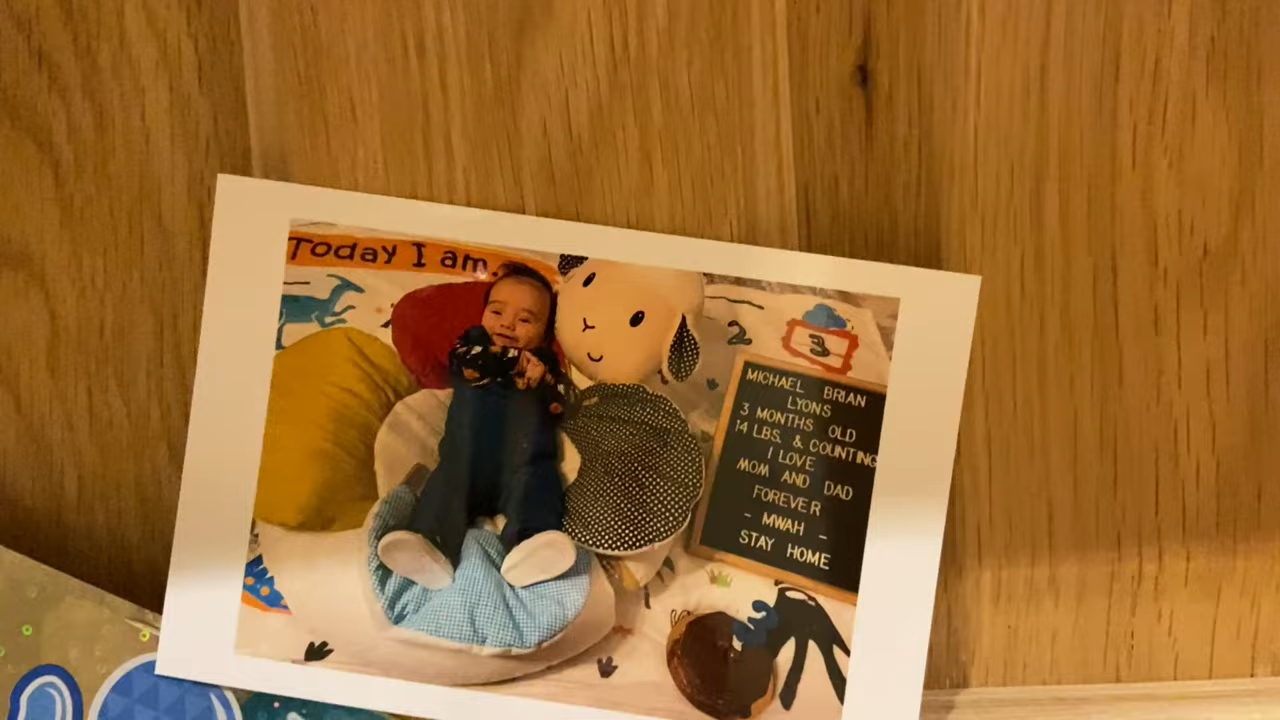 Today I am.
2
3
MICHAEL BRIAN
LYONS
3 MONTHS OLD
14 LBS. & COUNTING
I LOVE
MOM AND DAD
FOREVER
- MWAH -
STAY HOME
3